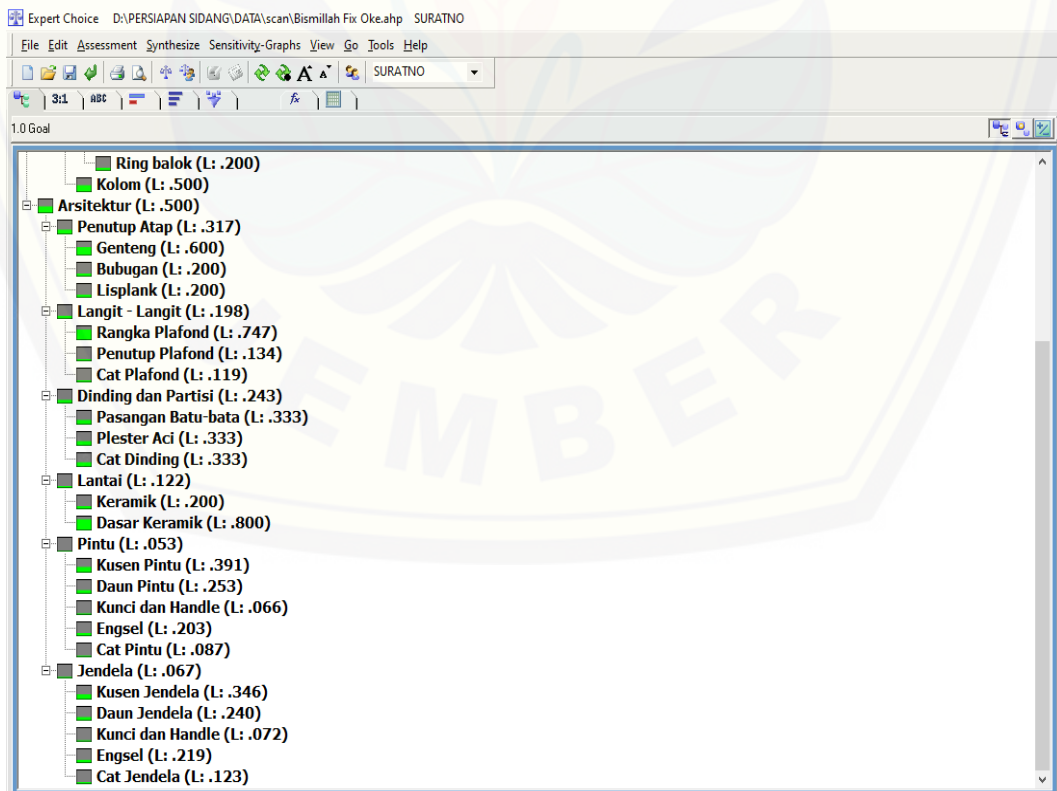 Expert Choice D:\PERSIAPAN SIDANG\DATA\scan\Bismillah Fix Oke.ahp SURATNO
File Edit Assessment Synthesize Sensitivity-Graphs View Go Tools Help
A A SURATNO
3:1 ABC fx
1.0 Goal
Ring balok (L: .200)
Kolom (L: .500)
Arsitektur (L: .500)
Penutup Atap (L: .317)
Genteng (L: .600)
Bubugan (L: .200)
Lisplank (L: .200)
Langit - Langit (L: .198)
Rangka Plafond (L: .747)
Penutup Plafond (L: .134)
Cat Plafond (L: .119)
Dinding dan Partisi (L: .243)
Pasangan Batu-bata (L: .333)
Plester Aci (L: .333)
Cat Dinding (L: .333)
Lantai (L: .122)
Keramik (L: .200)
Dasar Keramik (L: .800)
Pintu (L: .053)
Kusen Pintu (L: .391)
Daun Pintu (L: .253)
Kunci dan Handle (L: .066)
Engsel (L: .203)
Cat Pintu (L: .087)
Jendela (L: .067)
Kusen Jendela (L: .346)
Daun Jendela (L: .240)
Kunci dan Handle (L: .072)
Engsel (L: .219)
Cat Jendela (L: .123)
EMBER